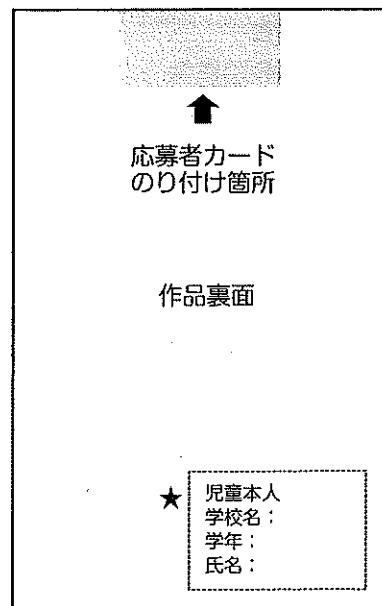 応募者カード
のり付け箇所
作品裏面
★
児童本人
学校名：
学年：
氏名：